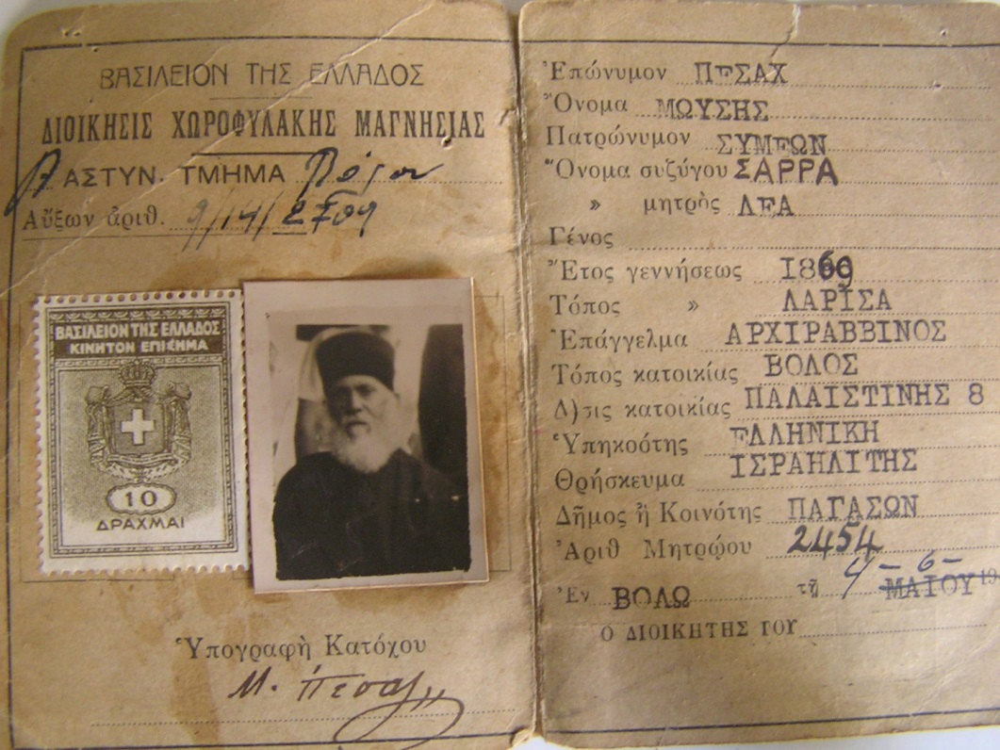 ΒΑΣΙΛΕΙΟΝ ΤΗΣ ΕΛΛΑΔΟΣ
ΔΙΟΙΚΗΣΙΣ ΧΩΡΟΦΥΛΑΚΗΣ ΜΑΓΝΗΣΙΑΣ
Α ΑΣΤΥΝ. ΤΜΗΜΑ Βόλου
Αὔξων ἀριθ. 9/14/
ΒΑΣΙΛΕΙΟΝ ΤΗΣ ΕΛΛΑΔΟΣ
ΚΙΝΗΤΟΝ ΕΠΙΣΗΜΑ
10
ΔΡΑΧΜΑΙ
Ὑπογραφὴ Κατόχου
Μ. Πεσαχ
Ἐπώνυμον ΠΕΣΑΧ
Ὄνομα ΜΩΥΣΗΣ
Πατρώνυμον ΣΥΜΕΩΝ
Ὄνομα συζύγου ΣΑΡΡΑ
» μητρὸς ΛΕΑ
Γένος
Ἔτος γεννήσεως 1869
Τόπος » ΛΑΡΙΣΑ
Ἐπάγγελμα ΑΡΧΙΡΑΒΒΙΝΟΣ
Τόπος κατοικίας ΒΟΛΟΣ
Δ)σις κατοικίας ΠΑΛΑΙΣΤΙΝΗΣ 8
Ὑπηκοότης ΕΛΛΗΝΙΚΗ
Θρήσκευμα ΙΣΡΑΗΛΙΤΗΣ
Δῆμος ἢ Κοινότης ΠΑΓΑΣΩΝ
Ἀριθ Μητρῴου 2454
Ἐν ΒΟΛΩ τῇ 4-6- ΜΑΙΟΥ 19
Ο ΔΙΟΙΚΗΤΗΣ ΤΟΥ